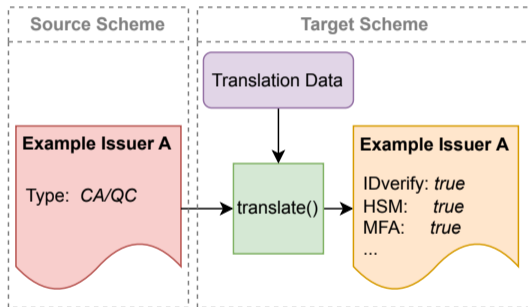 Source Scheme
Target Scheme
Translation Data
Example Issuer A
Type: CA/QC
translate()
Example Issuer A
IDverify: true
HSM: true
MFA: true
...